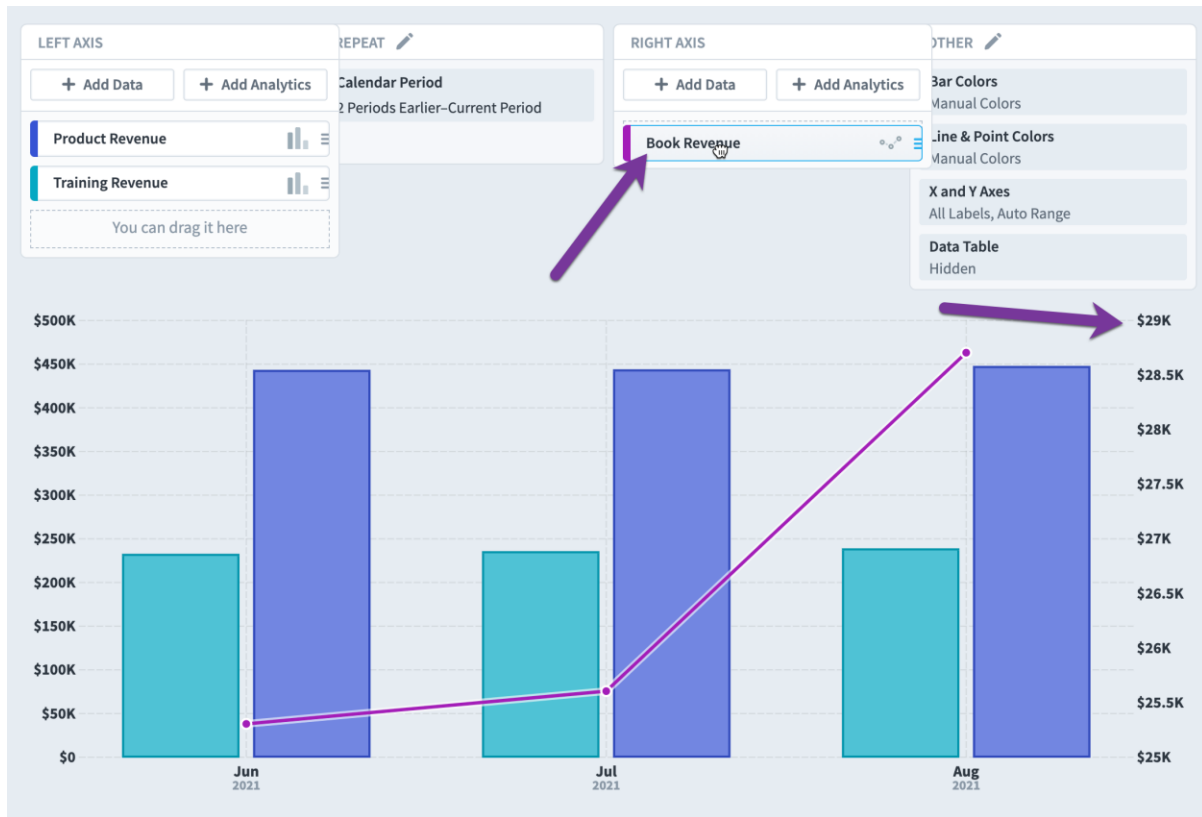 LEFT AXIS
+ Add Data
+ Add Analytics
Product Revenue
Training Revenue
You can drag it here
REPEAT
Calendar Period
2 Periods Earlier–Current Period
RIGHT AXIS
+ Add Data
+ Add Analytics
Book Revenue
OTHER
Bar Colors
Manual Colors
Line & Point Colors
Manual Colors
X and Y Axes
All Labels, Auto Range
Data Table
Hidden
$500K
$450K
$400K
$350K
$300K
$250K
$200K
$150K
$100K
$50K
$0
$29K
$28.5K
$28K
$27.5K
$27K
$26.5K
$26K
$25.5K
$25K
Jun
2021
Jul
2021
Aug
2021